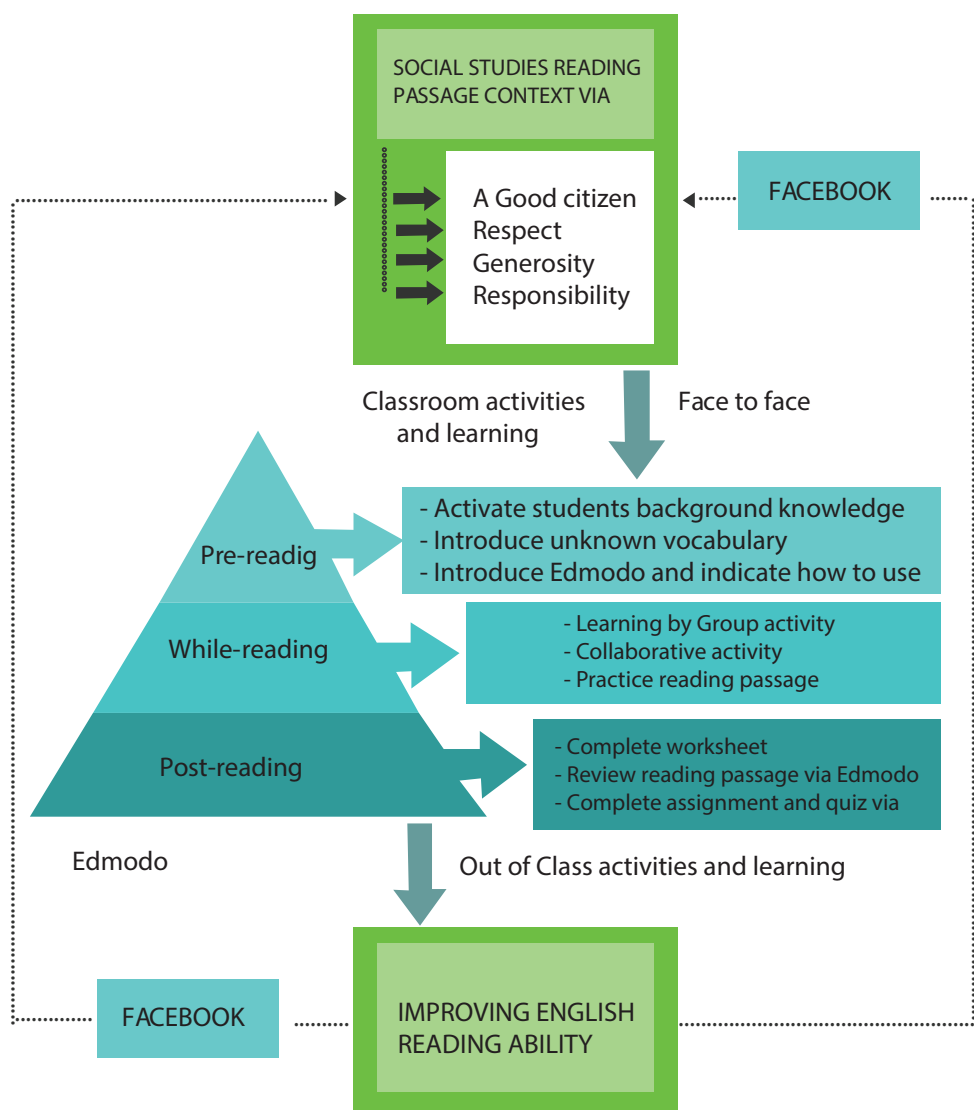 SOCIAL STUDIES READING
PASSAGE CONTEXT VIA
A Good citizen
Respect
Generosity
Responsibility
FACEBOOK
Classroom activities
and learning
Face to face
Pre-readig
- Activate students background knowledge
- Introduce unknown vocabulary
- Introduce Edmodo and indicate how to use
While-reading
- Learning by Group activity
- Collaborative activity
- Practice reading passage
Post-reading
- Complete worksheet
- Review reading passage via Edmodo
- Complete assignment and quiz via
Edmodo
Out of Class activities and learning
FACEBOOK
IMPROVING ENGLISH
READING ABILITY